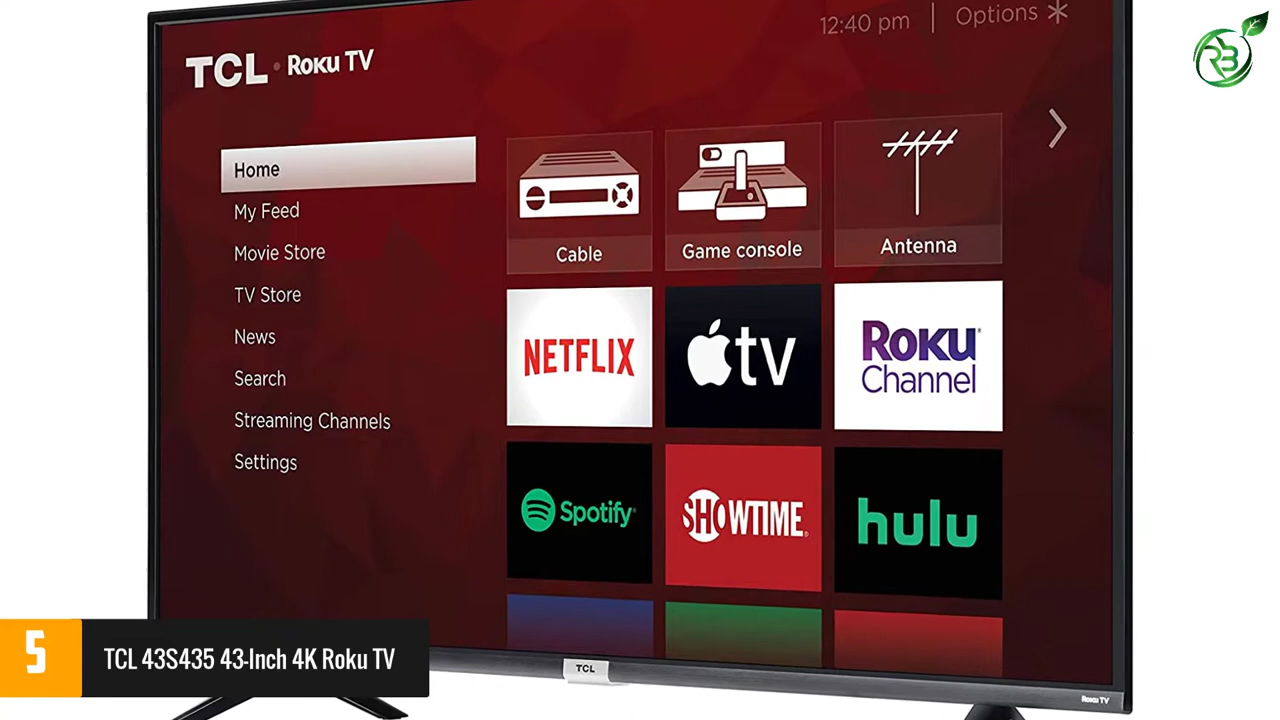 12:40 pm | Options *
RB
TCL • Roku TV
Home
My Feed
Movie Store
TV Store
News
Search
Streaming Channels
Settings
Cable
Game console
Antenna
NETFLIX
tv
Roku
Channel
Spotify
SHOWTIME
hulu
5
TCL 43S435 43-Inch 4K Roku TV
TCL
Roku TV